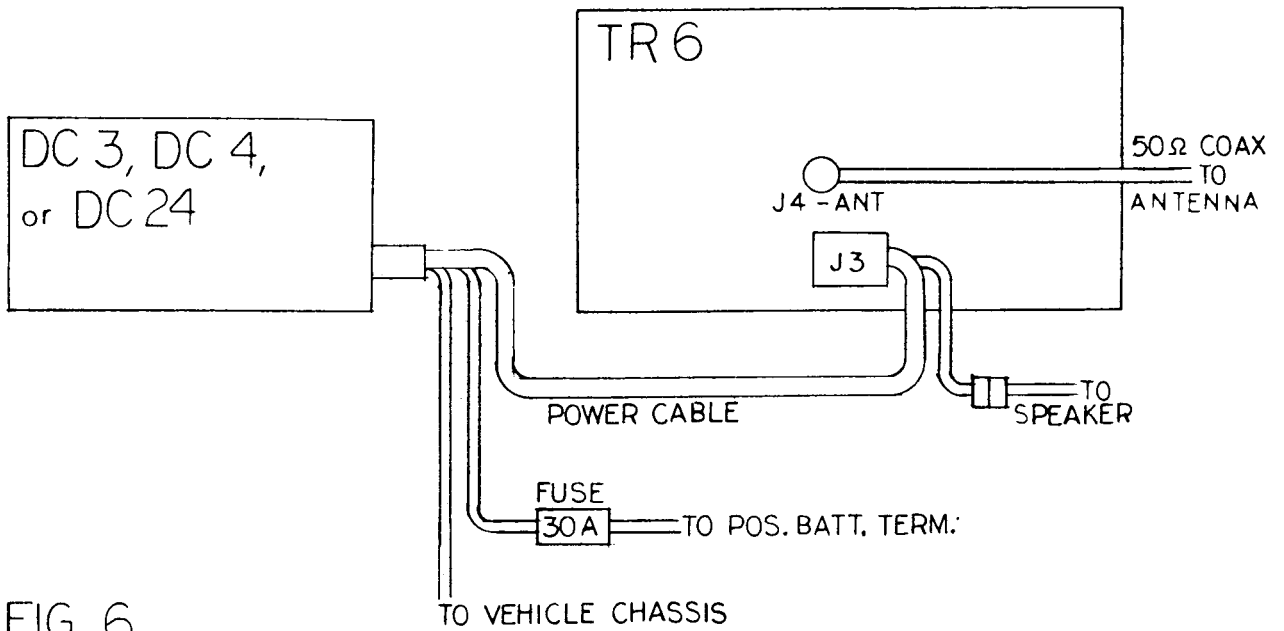 TR 6
DC 3, DC 4,
or DC 24
50Ω COAX
TO
ANTENNA
J4 - ANT
J3
POWER CABLE
TO
SPEAKER
FUSE
30A
TO POS. BATT. TERM.
TO VEHICLE CHASSIS
FIG. 6